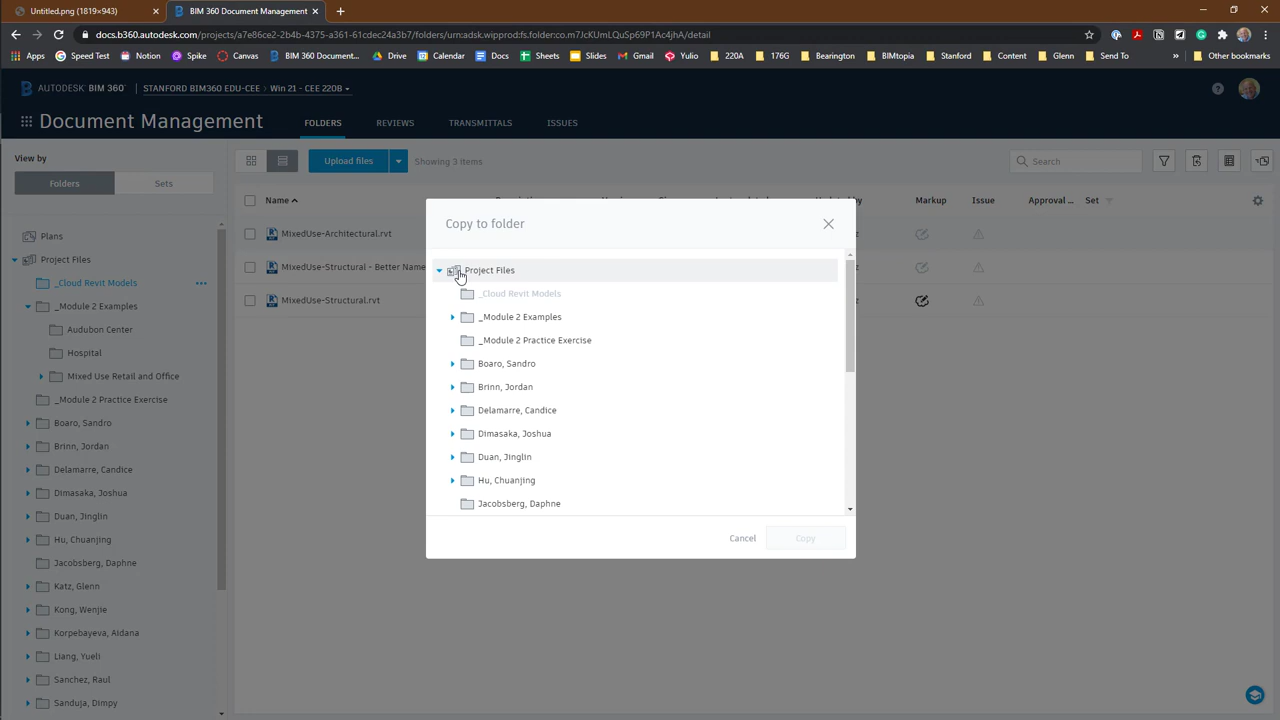 Untitled.png (1819×943)
BIM 360 Document Management
docs.b360.autodesk.com/projects/a7e86ce2-2b4b-4375-a361-61cdec24a3b7/folders/urn:adsk.wipprod:fs.folder:co.m7JcKUmLQuSp69P1Ac4jhA/detail
Apps
Notion
Spike
Canvas
BIM 360 Document...
Drive
Calendar
Docs
Sheets
Slides
Gmail
Yulio
220A
176G
Bearing
BIMtopia
Stanford
Content
Glenn
Send To
Other bookmarks
AUTODESK® BIM 360°
STANFORD BIM360 EDU-CEE > Win 21 - CEE 220B
Document Management
FOLDERS
REVIEWS
TRANSMITTALS
ISSUES
View by
Folders
Sets
Upload files
Showing 3 items
Search
Plans
Project Files
_Cloud Revit Models
_Module 2 Examples
Audubon Center
Hospital
Mixed Use Retail and Office
_Module 2 Practice Exercise
Boaro, Sandro
Brinn, Jordan
Delamarre, Candice
Dimasaka, Joshua
Duan, Jinglin
Hu, Chuanjing
Jacobsberg, Daphne
Katz, Glenn
Kong, Wenjie
Korpebayeva, Aidana
Liang, Yueli
Sanchez, Raul
Sanduja, Dimpy
Name
Markup
Issue
Approval ...
Set
MixedUse-Architectural.rvt
MixedUse-Structural - Better Name
MixedUse-Structural.rvt
Copy to folder
Project Files
_Cloud Revit Models
_Module 2 Examples
_Module 2 Practice Exercise
Boaro, Sandro
Brinn, Jordan
Delamarre, Candice
Dimasaka, Joshua
Duan, Jinglin
Hu, Chuanjing
Jacobsberg, Daphne
Cancel
Copy